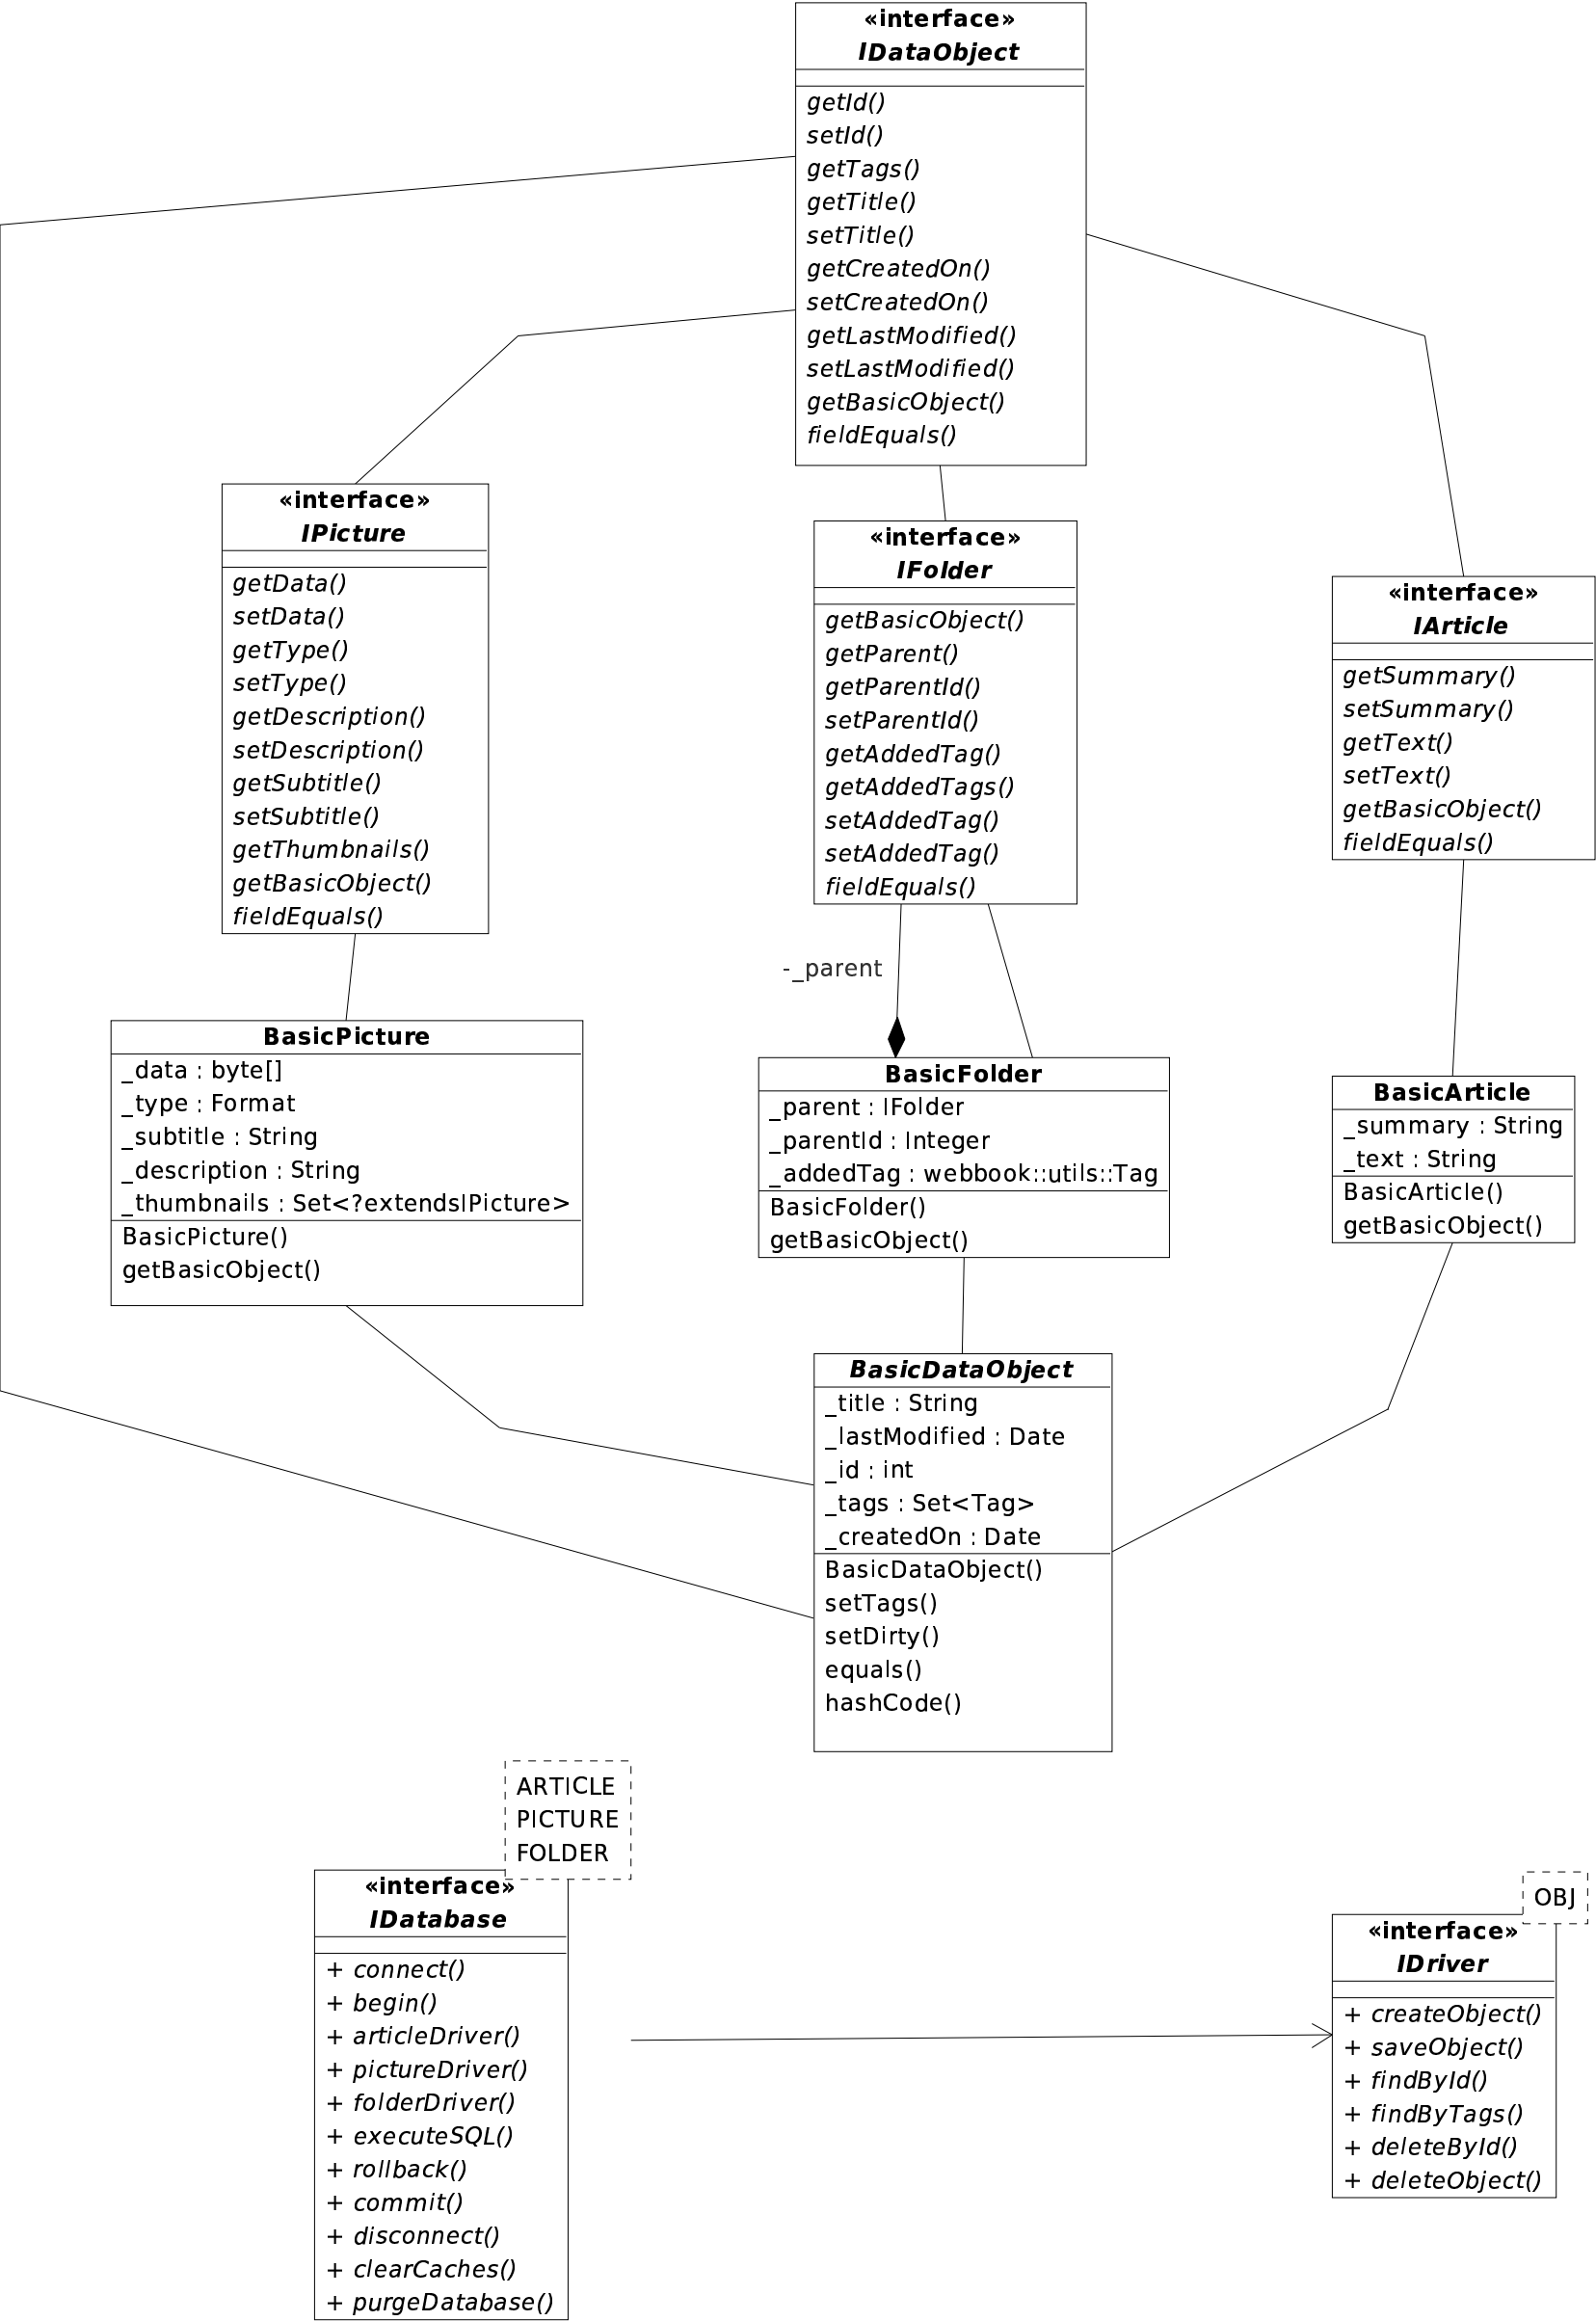 «interface»
IDataObject
getId()
setId()
getTags()
getTitle()
setTitle()
getCreatedOn()
setCreatedOn()
getLastModified()
setLastModified()
getBasicObject()
fieldEquals()
«interface»
IPicture
getData()
setData()
getType()
setType()
getDescription()
setDescription()
getSubtitle()
setSubtitle()
getThumbnails()
getBasicObject()
fieldEquals()
«interface»
IFolder
getBasicObject()
getParent()
getParentId()
setParentId()
getAddedTag()
getAddedTags()
setAddedTag()
setAddedTag()
fieldEquals()
«interface»
IArticle
getSummary()
setSummary()
getText()
setText()
getBasicObject()
fieldEquals()
-_parent
BasicPicture
_data : byte[]
_type : Format
_subtitle : String
_description : String
_thumbnails : Set<?extendsIPicture>
BasicPicture()
getBasicObject()
BasicFolder
_parent : IFolder
_parentId : Integer
_addedTag : webbook::utils::Tag
BasicFolder()
getBasicObject()
BasicArticle
_summary : String
_text : String
BasicArticle()
getBasicObject()
BasicDataObject
_title : String
_lastModified : Date
_id : int
_tags : Set<Tag>
_createdOn : Date
BasicDataObject()
setTags()
setDirty()
equals()
hashCode()
ARTICLE
PICTURE
FOLDER
«interface»
IDatabase
+ connect()
+ begin()
+ articleDriver()
+ pictureDriver()
+ folderDriver()
+ executeSQL()
+ rollback()
+ commit()
+ disconnect()
+ clearCaches()
+ purgeDatabase()
OBJ
«interface»
IDriver
+ createObject()
+ saveObject()
+ findById()
+ findByTags()
+ deleteById()
+ deleteObject()